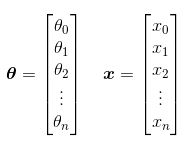 𝜽 = [θ₀ θ₁ θ₂ ⋮ θₙ] 𝒙 = [x₀ x₁ x₂ ⋮ xₙ]